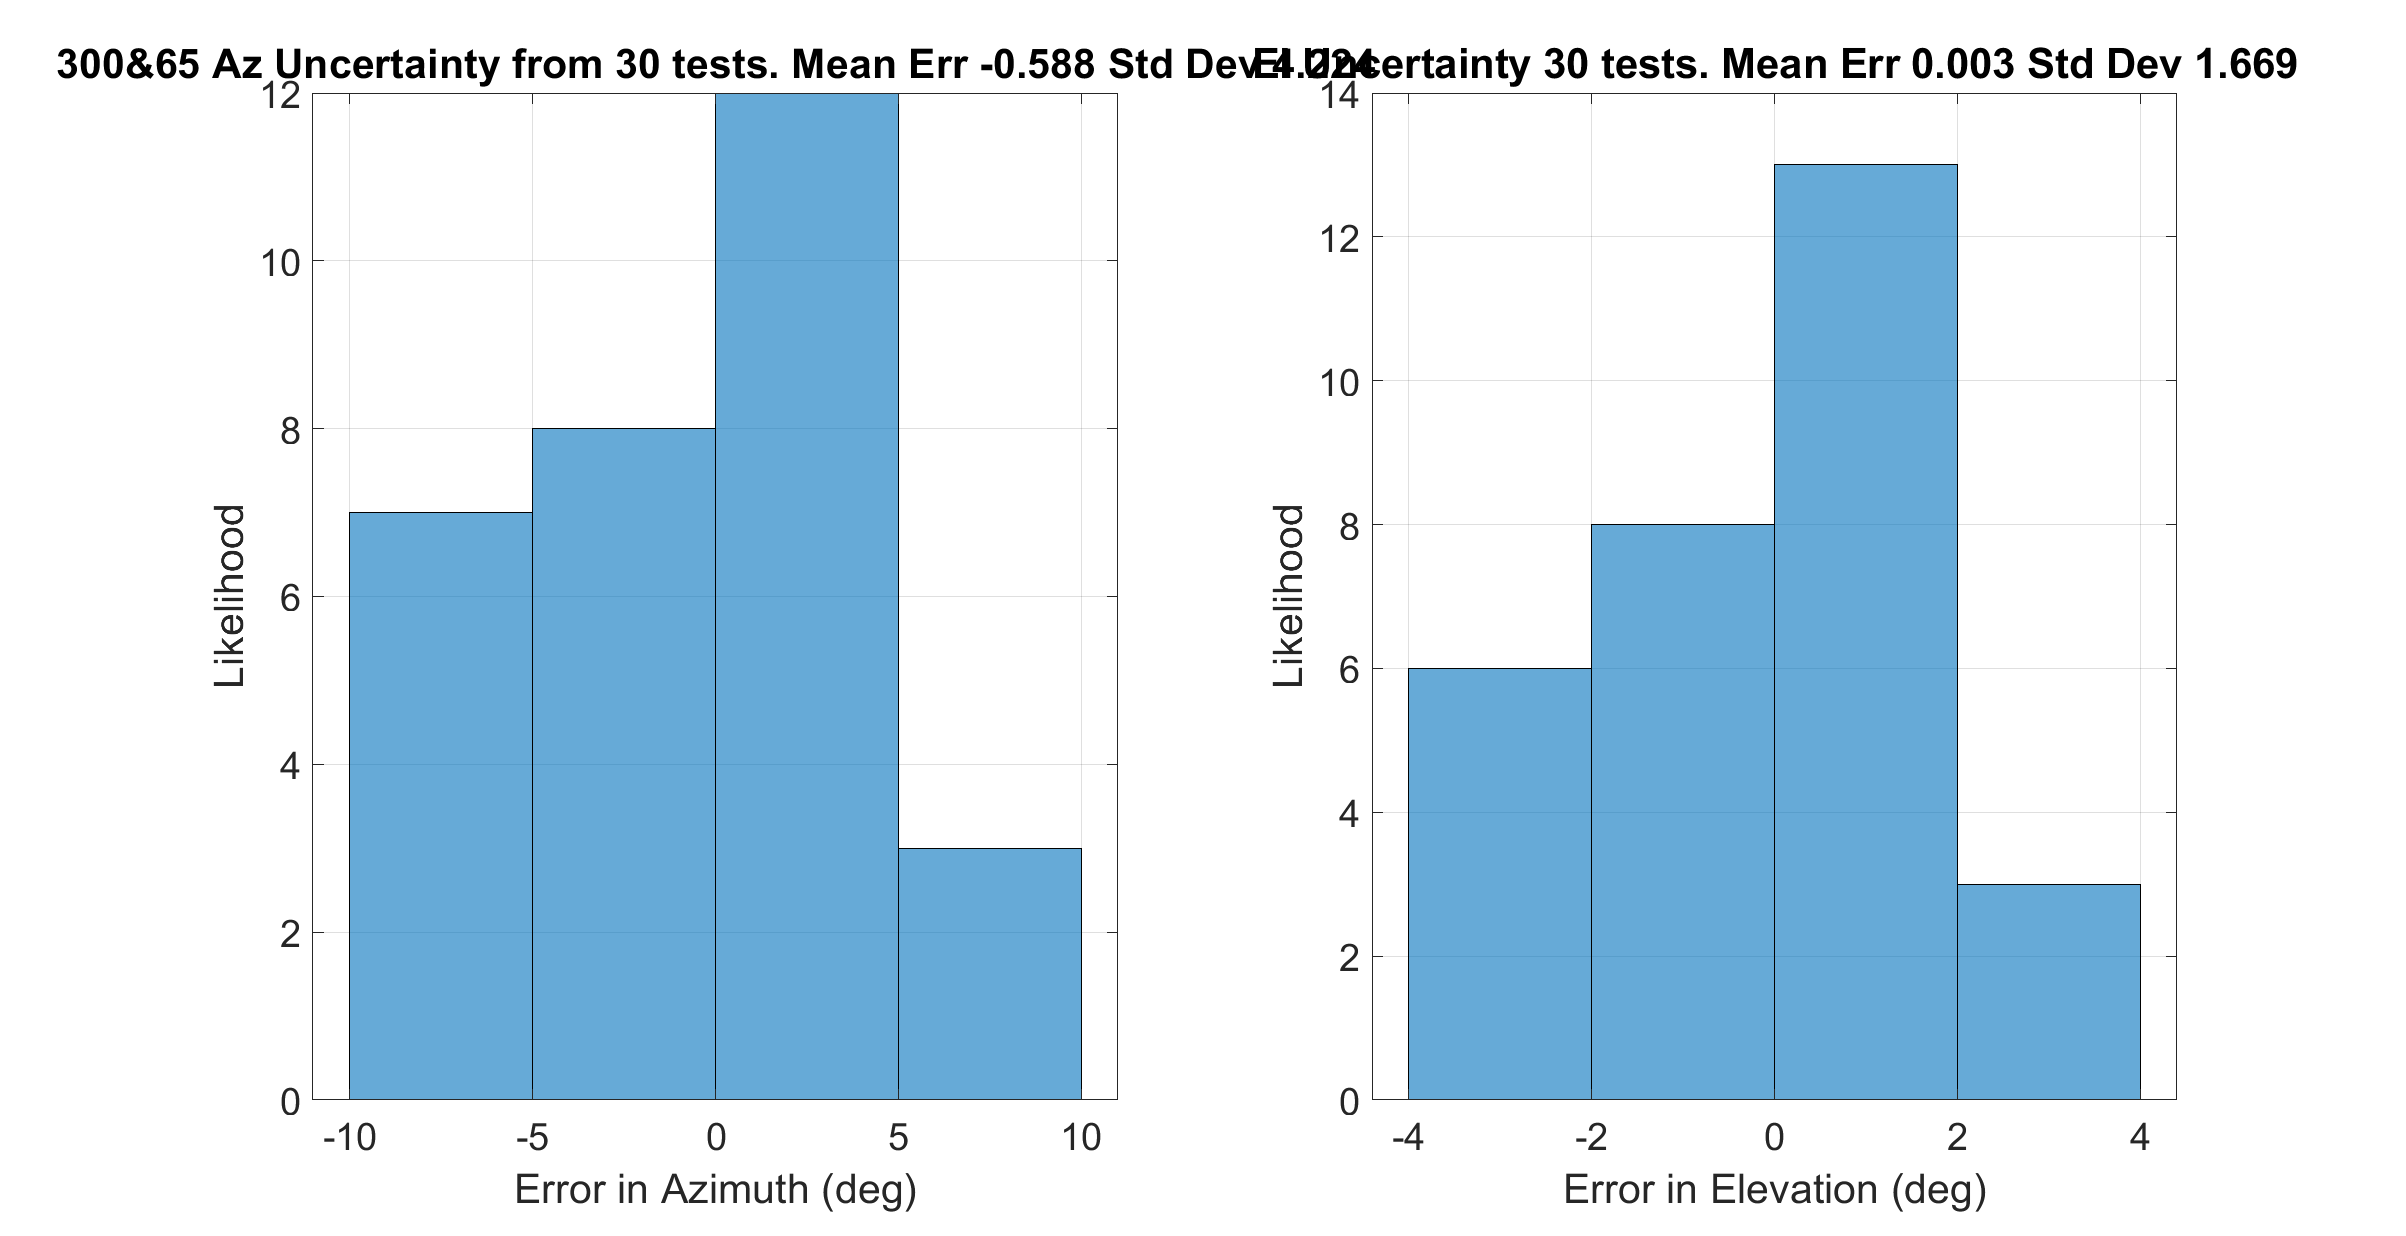 300&65 Az Uncertainty from 30 tests. Mean Err -0.588 Std Dev 4.224
El Uncertainty 30 tests. Mean Err 0.003 Std Dev 1.669
12
10
8
6
4
2
0
Likelihood
-10 -5 0 5 10
Error in Azimuth (deg)
14
12
10
8
6
4
2
0
Likelihood
-4 -2 0 2 4
Error in Elevation (deg)